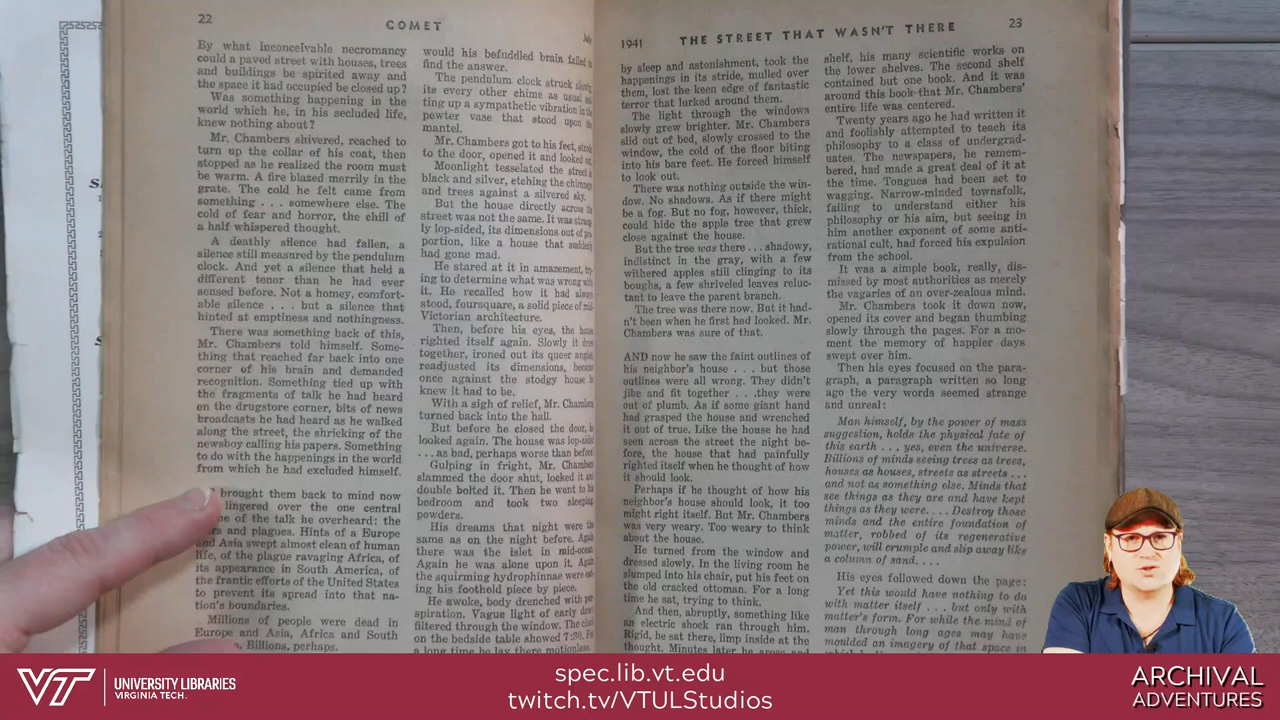 22
COMET
July
By what inconceivable necromancy
could a paved street with houses, trees
and buildings be spirited away and
the space it had occupied be closed up?
Was something happening in the
world which he, in his secluded life,
knew nothing about?
Mr. Chambers shivered, reached to
turn up the collar of his coat, then
stopped as he realized the room must
be warm. A fire blazed merrily in the
grate. The cold he felt came from
something . . . somewhere else. The
cold of fear and horror, the chill of
a half whispered thought.
A deathly silence had fallen, a
silence still measured by the pendulum
clock. And yet a silence that held a
different tenor than he had ever
sensed before. Not a homey, comfort-
able silence . . . but a silence that
hinted at emptiness and nothingness.
There was something back of this,
Mr. Chambers told himself. Some-
thing that reached far back into one
corner of his brain and demanded
recognition. Something tied up with
the fragments of talk he had heard
on the drugstore corner, bits of news
broadcasts he had heard as he walked
along the street, the shrieking of the
newsboy calling his papers. Something
to do with the happenings in the world
from which he had excluded himself.
brought them back to mind now
lingered over the one central
of the talk he overheard: the
and plagues. Hints of a Europe
and Asia swept almost clean of human
life, of the plague ravaging Africa, of
its appearance in South America, of
the frantic efforts of the United States
to prevent its spread into that na-
tion's boundaries.
Millions of people were dead in
Europe and Asia, Africa and South
Billions, perhaps.
would his befuddled brain failed
find the answer.
The pendulum clock struck slowly,
its every other chime as usual
ting up a sympathetic vibration in the
pewter vase that stood upon the
mantel.
Mr. Chambers got to his feet,
to the door, opened it and looked out.
Moonlight tesselated the street in
black and silver, etching the chimneys
and trees against a silvered sky.
But the house directly across the
street was not the same. It was strange-
ly lop-sided, its dimensions out of pro-
portion, like a house that suddenly
had gone mad.
He stared at it in amazement, try-
ing to determine what was wrong with
it. He recalled how it had always
stood, foursquare, a solid piece of mid-
Victorian architecture.
Then, before his eyes, the house
righted itself again. Slowly it drew
together, ironed out its queer angles,
readjusted its dimensions, became
once against the stodgy house he
knew it had to be.
With a sigh of relief, Mr. Chambers
turned back into the hall.
But before he closed the door, he
looked again. The house was lop-sided
. . . as bad, perhaps worse than before!
Gulping in fright, Mr. Chambers
slammed the door shut, locked it and
double bolted it. Then he went to his
bedroom and took two sleeping
powders.
His dreams that night were the
same as on the night before. Again
there was the islet in mid-ocean.
Again he was alone upon it. Again
the squirming hydrophinnae were eat-
ing his foothold piece by piece.
He awoke, body drenched with per-
spiration. Vague light of early dawn
filtered through the window. The clock
on the bedside table showed 7:30. For
a long time he lay there motionless.
1941
THE STREET THAT WASN'T THERE
23
by sleep and astonishment, took the
happenings in its stride, mulled over
them, lost the keen edge of fantastic
terror that lurked around them.
The light through the windows
slowly grew brighter. Mr. Chambers
slid out of bed, slowly crossed to the
window, the cold of the floor biting
into his bare feet. He forced himself
to look out.
There was nothing outside the win-
dow. No shadows. As if there might
be a fog. But no fog, however, thick,
could hide the apple tree that grew
close against the house.
But the tree was there . . . shadowy,
indistinct in the gray, with a few
withered apples still clinging to its
boughs, a few shriveled leaves reluc-
tant to leave the parent branch.
The tree was there now. But it had-
n't been when he first had looked. Mr.
Chambers was sure of that.
AND now he saw the faint outlines of
his neighbor's house . . . but those
outlines were all wrong. They didn't
jibe and fit together . . .they were
out of plumb. As if some giant hand
had grasped the house and wrenched
it out of true. Like the house he had
seen across the street the night be-
fore, the house that had painfully
righted itself when he thought of how
it should look.
Perhaps if he thought of how his
neighbor's house should look, it too
might right itself. But Mr. Chambers
was very weary. Too weary to think
about the house.
He turned from the window and
dressed slowly. In the living room he
slumped into his chair, put his feet on
the old cracked ottoman. For a long
time he sat, trying to think.
And then, abruptly, something like
an electric shock ran through him.
Rigid, he sat there, limp inside at the
thought. Minutes later he arose and
shelf, his many scientific works on
the lower shelves. The second shelf
contained but one book. And it was
around this book that Mr. Chambers'
entire life was centered.
Twenty years ago he had written it
and foolishly attempted to teach its
philosophy to a class of undergrad-
uates. The newspapers, he remem-
bered, had made a great deal of it at
the time. Tongues had been set to
wagging. Narrow-minded townsfolk,
failing to understand either his
philosophy or his aim, but seeing in
him another exponent of some anti-
rational cult, had forced his expulsion
from the school.
It was a simple book, really, dis-
missed by most authorities as merely
the vagaries of an over-zealous mind.
Mr. Chambers took it down now,
opened its cover and began thumbing
slowly through the pages. For a mo-
ment the memory of happier days
swept over him.
Then his eyes focused on the para-
graph, a paragraph written so long
ago the very words seemed strange
and unreal:
Man himself, by the power of mass
suggestion, holds the physical fate of
this earth . . . yes, even the universe.
Billions of minds seeing trees as trees,
houses as houses, streets as streets . . .
and not as something else. Minds that
see things as they are and have kept
things as they were. . . . Destroy those
minds and the entire foundation of
matter, robbed of its regenerative
power, will crumple and slip away like
a column of sand. . . .
His eyes followed down the page:
Yet this would have nothing to do
with matter itself . . . but only with
matter's form. For while the mind of
man through long ages may have
moulded an imagery of that space in
VT
UNIVERSITY LIBRARIES
VIRGINIA TECH.
spec.lib.vt.edu
twitch.tv/VTULStudios
ARCHIVAL
ADVENTURES